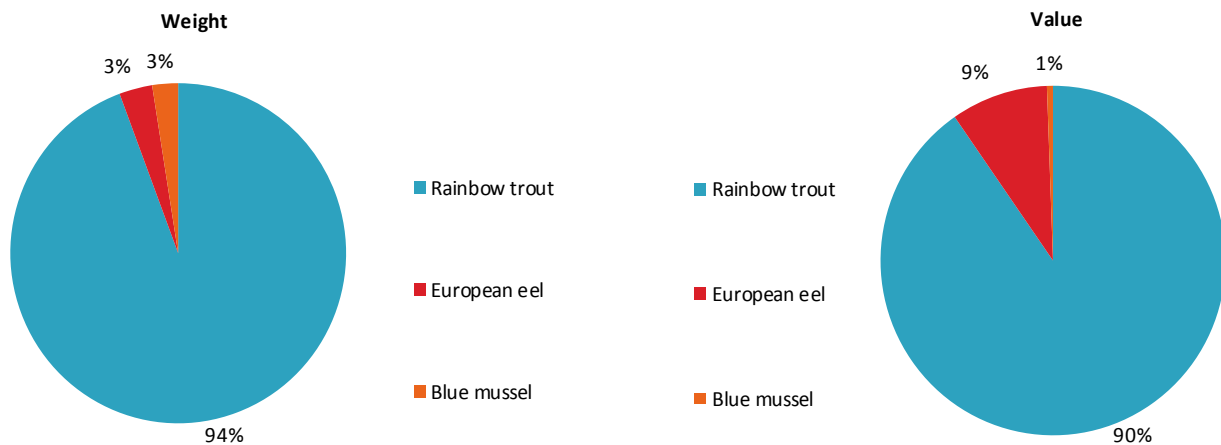 Weight
3%
3%
94%
Rainbow trout
European eel
Blue mussel
Value
9%
1%
90%
Rainbow trout
European eel
Blue mussel